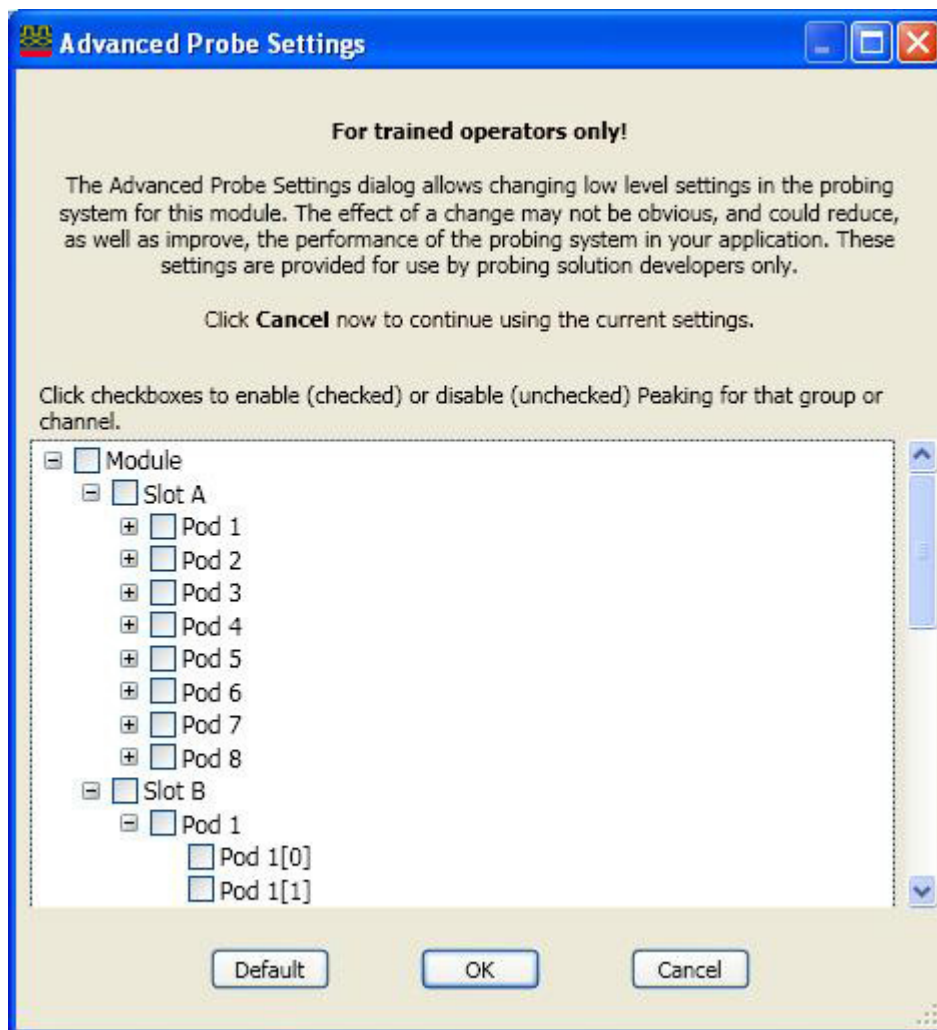 Advanced Probe Settings
For trained operators only!
The Advanced Probe Settings dialog allows changing low level settings in the probing
system for this module. The effect of a change may not be obvious, and could reduce,
as well as improve, the performance of the probing system in your application. These
settings are provided for use by probing solution developers only.
Click Cancel now to continue using the current settings.
Click checkboxes to enable (checked) or disable (unchecked) Peaking for that group or
channel.
Module
Slot A
Pod 1
Pod 2
Pod 3
Pod 4
Pod 5
Pod 6
Pod 7
Pod 8
Slot B
Pod 1
Pod 1[0]
Pod 1[1]
Default OK Cancel